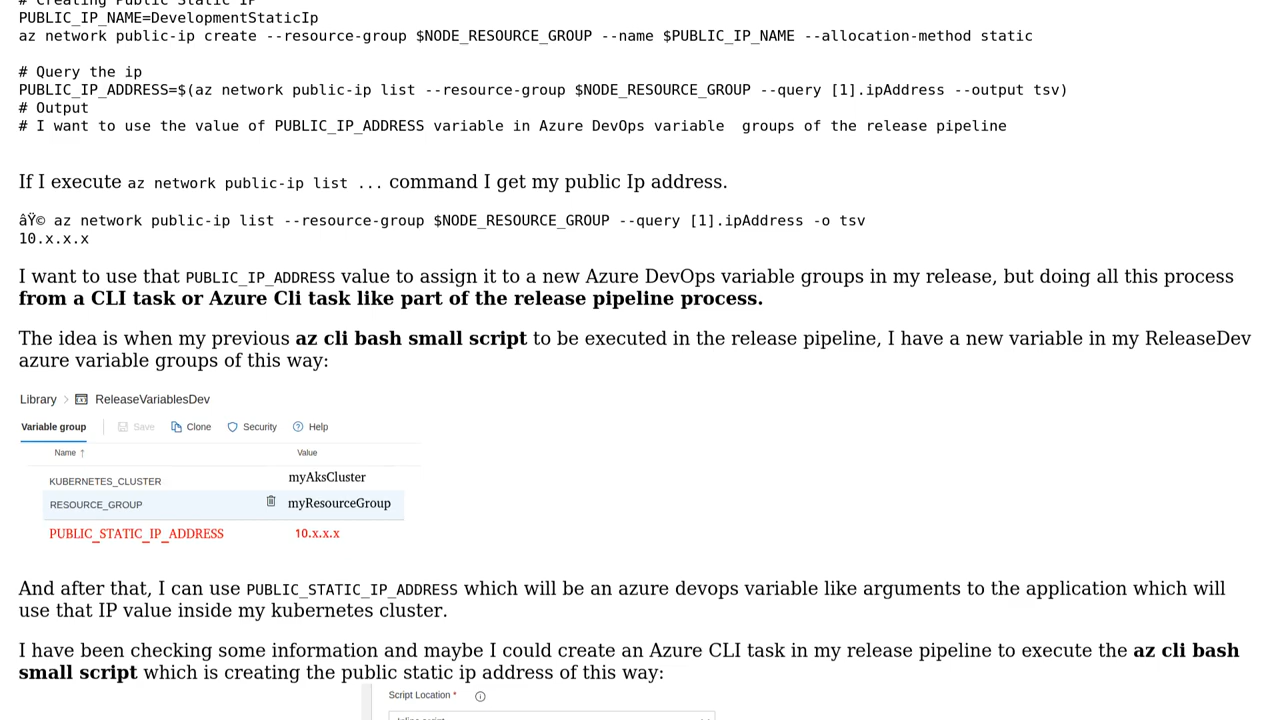 # Creating Public Static IP
PUBLIC_IP_NAME=DevelopmentStaticIp
az network public-ip create --resource-group $NODE_RESOURCE_GROUP --name $PUBLIC_IP_NAME --allocation-method static
# Query the ip
PUBLIC_IP_ADDRESS=$(az network public-ip list --resource-group $NODE_RESOURCE_GROUP --query [1].ipAddress --output tsv)
# Output
# I want to use the value of PUBLIC_IP_ADDRESS variable in Azure DevOps variable  groups of the release pipeline
If I execute az network public-ip list ... command I get my public Ip address.
âŸ© az network public-ip list --resource-group $NODE_RESOURCE_GROUP --query [1].ipAddress -o tsv
10.x.x.x
I want to use that PUBLIC_IP_ADDRESS value to assign it to a new Azure DevOps variable groups in my release, but doing all this process
from a CLI task or Azure Cli task like part of the release pipeline process.
The idea is when my previous az cli bash small script to be executed in the release pipeline, I have a new variable in my ReleaseDev
azure variable groups of this way:
Library > ReleaseVariablesDev
Variable group Save Clone Security Help
Name ↑ Value
KUBERNETES_CLUSTER myAksCluster
RESOURCE_GROUP myResourceGroup
PUBLIC_STATIC_IP_ADDRESS 10.x.x.x
And after that, I can use PUBLIC_STATIC_IP_ADDRESS which will be an azure devops variable like arguments to the application which will
use that IP value inside my kubernetes cluster.
I have been checking some information and maybe I could create an Azure CLI task in my release pipeline to execute the az cli bash
small script which is creating the public static ip address of this way:
Script Location *
Inline script